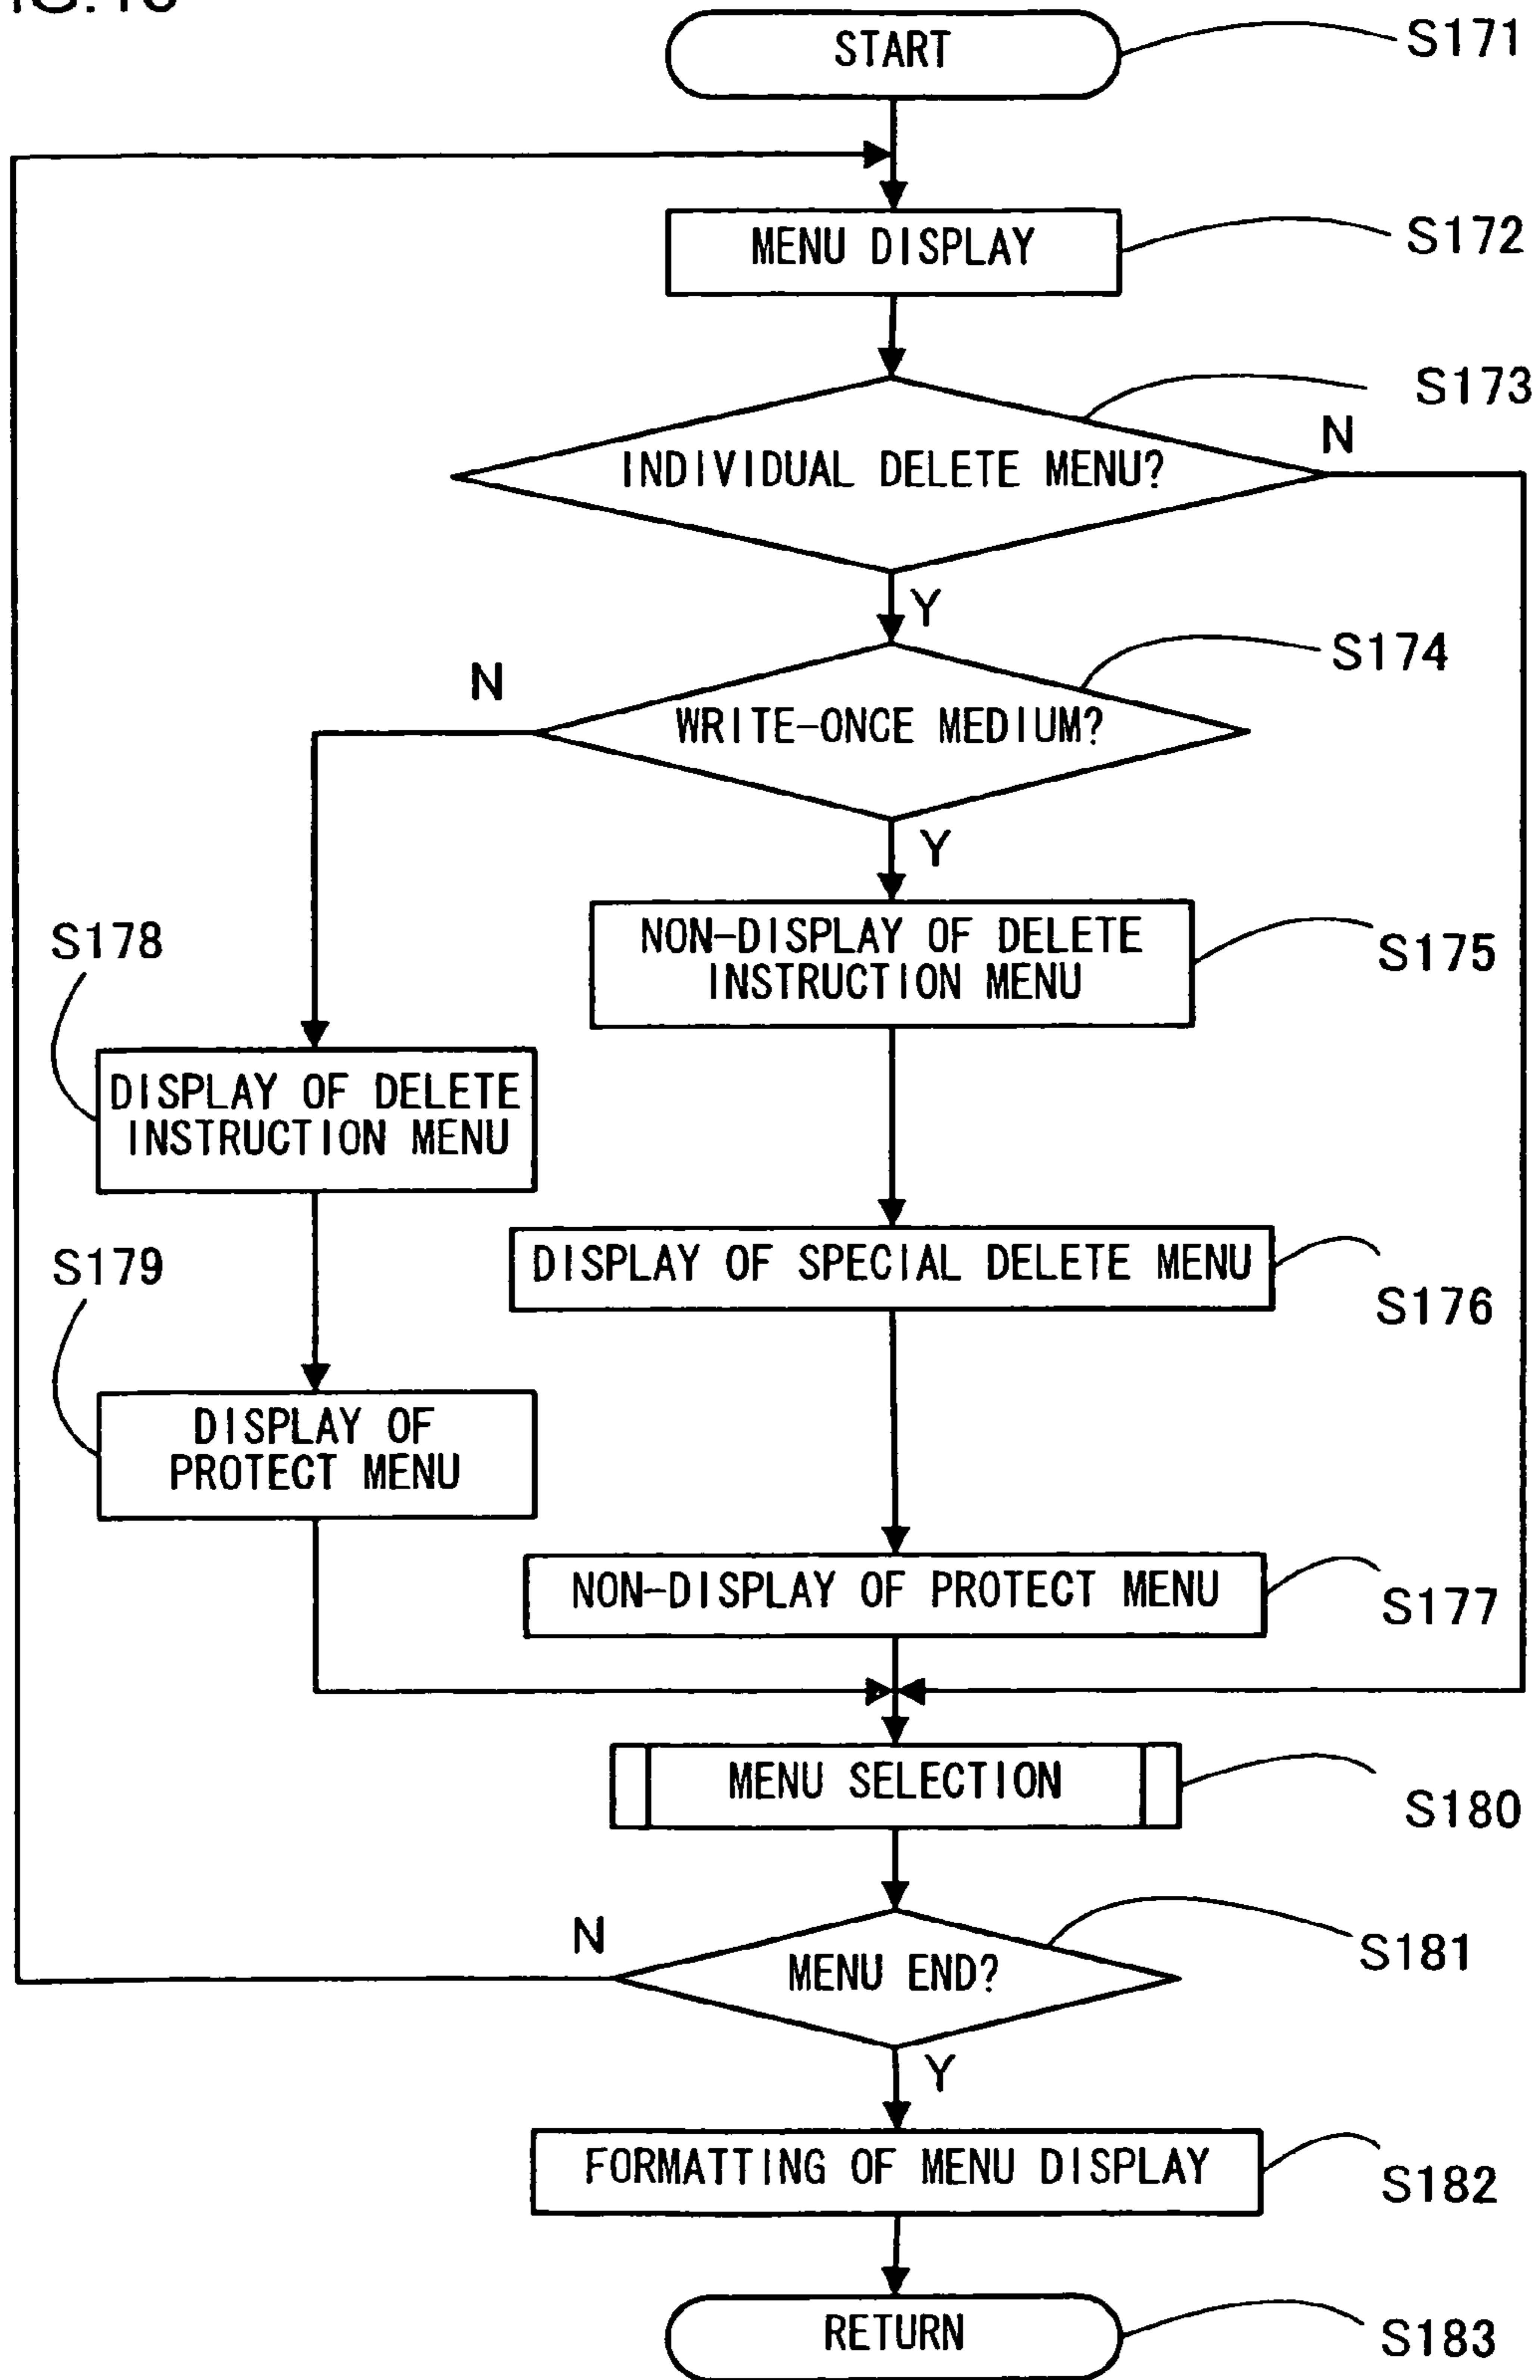 START
S171
MENU DISPLAY
S172
S173
INDIVIDUAL DELETE MENU?
N
Y
S174
N
WRITE-ONCE MEDIUM?
Y
S178
NON-DISPLAY OF DELETE
INSTRUCTION MENU
S175
DISPLAY OF DELETE
INSTRUCTION MENU
S179
DISPLAY OF SPECIAL DELETE MENU
S176
DISPLAY OF
PROTECT MENU
NON-DISPLAY OF PROTECT MENU
S177
MENU SELECTION
S180
N
MENU END?
S181
Y
FORMATTING OF MENU DISPLAY
S182
RETURN
S183